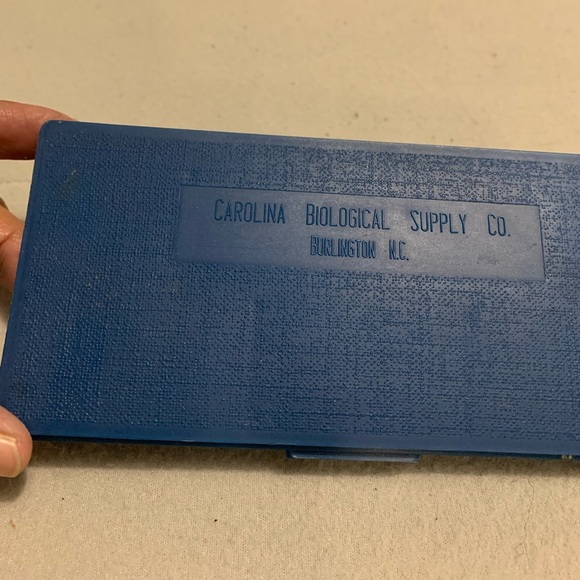 CAROLINA BIOLOGICAL SUPPLY CO.
BURLINGTON N.C.